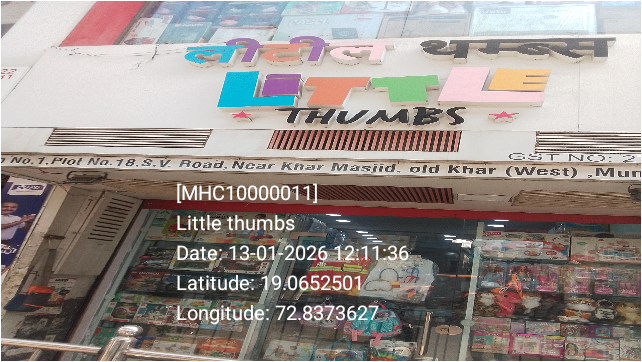 लीटील थम्ब्स
LITTLE
THUMBS
GST NO: 2
No.1, Plot No.18, S.V. Road, Near Khar Masjid, old Khar (West) , Mun
[MHC10000011]
Little thumbs
Date: 13-01-2026 12:11:36
Latitude: 19.0652501
Longitude: 72.8373627